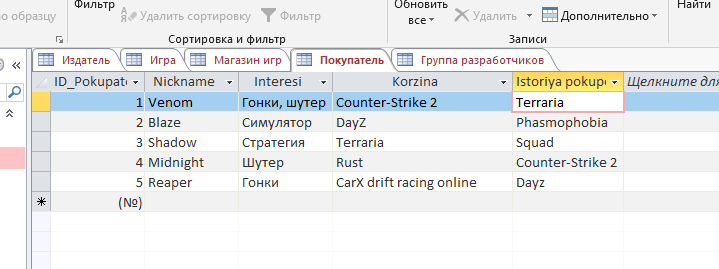 о образцу
Удалить сортировку
Фильтр
Фильтр
Обновить все
Удалить
Дополнительно
Найти
Сортировка и фильтр
Записи
Издатель
Игра
Магазин игр
Покупатель
Группа разработчиков
ID_Pokupat Nickname Interesi Korzina Istoriya pokup Щелкните для
1 Venom Гонки, шутер Counter-Strike 2 Terraria
2 Blaze Симулятор DayZ Phasmophobia
3 Shadow Стратегия Terraria Squad
4 Midnight Шутер Rust Counter-Strike 2
5 Reaper Гонки CarX drift racing online Dayz
(№)